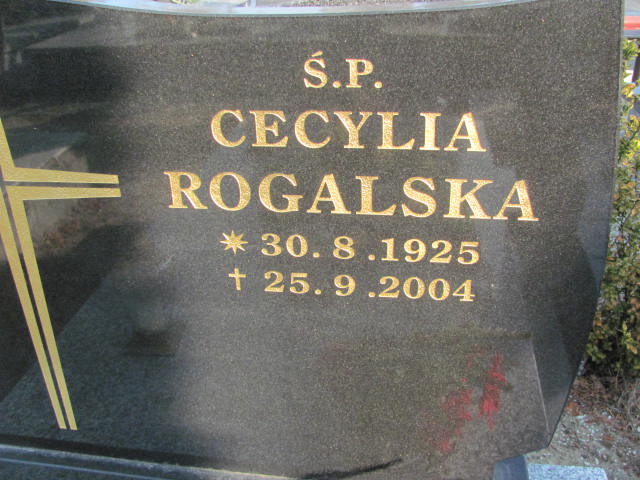 Ś.P.
CECYLIA
ROGALSKA
✴ 30. 8 .1925
✝ 25. 9 .2004